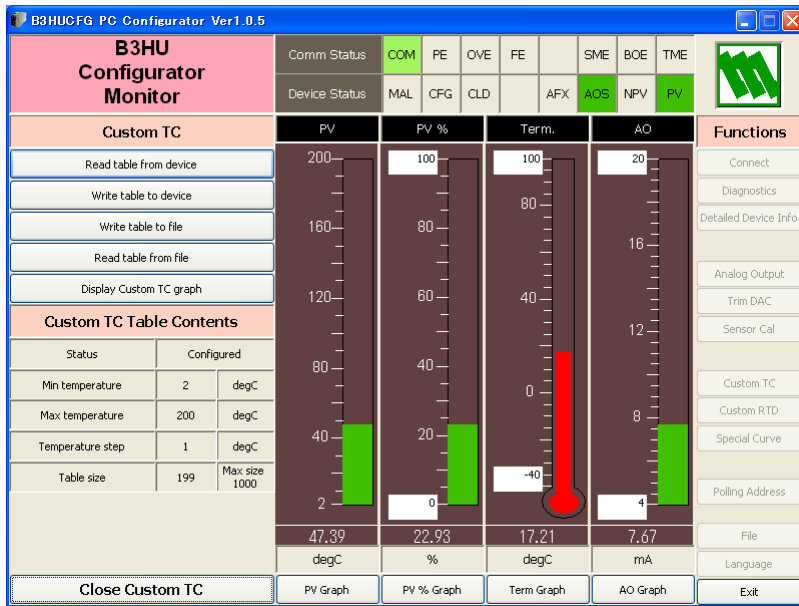 B3HUCFG PC Configurator Ver1.0.5
B3HU
Configurator
Monitor
Comm Status COM PE OVE FE SME BOE TME
Device Status MAL CFG CLD AFX AOS NPV PV
Custom TC
Read table from device
Write table to device
Write table to file
Read table from file
Display Custom TC graph
Custom TC Table Contents
Status Configured
Min temperature 2 degC
Max temperature 200 degC
Temperature step 1 degC
Table size 199 Max size
1000
Close Custom TC
PV
200
160
120
80
40
2
47.39
degC
PV Graph
PV %
100
80
60
40
20
0
22.93
%
PV % Graph
Term.
100
80
40
0
-40
17.21
degC
Term Graph
AO
20
16
12
8
4
7.67
mA
AO Graph
Functions
Connect
Diagnostics
Detailed Device Info
Analog Output
Trim DAC
Sensor Cal
Custom TC
Custom RTD
Special Curve
Polling Address
File
Language
Exit